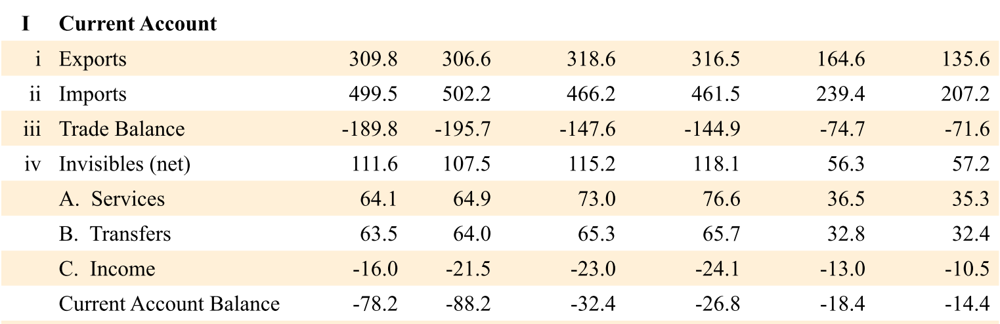 I Current Account
i Exports 309.8 306.6 318.6 316.5 164.6 135.6
ii Imports 499.5 502.2 466.2 461.5 239.4 207.2
iii Trade Balance -189.8 -195.7 -147.6 -144.9 -74.7 -71.6
iv Invisibles (net) 111.6 107.5 115.2 118.1 56.3 57.2
A. Services 64.1 64.9 73.0 76.6 36.5 35.3
B. Transfers 63.5 64.0 65.3 65.7 32.8 32.4
C. Income -16.0 -21.5 -23.0 -24.1 -13.0 -10.5
Current Account Balance -78.2 -88.2 -32.4 -26.8 -18.4 -14.4